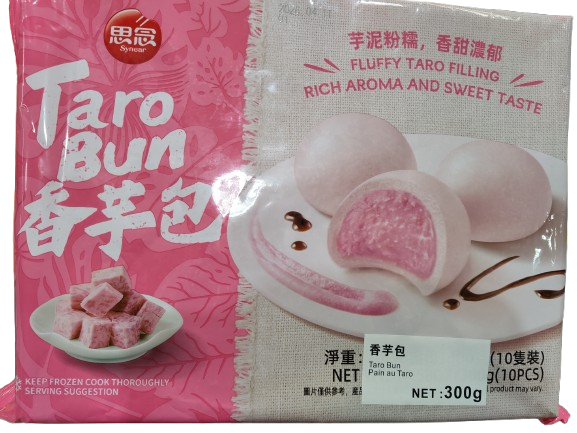 思念
Synear
芋泥粉糯，香甜濃郁
FLUFFY TARO FILLING
RICH AROMA AND SWEET TASTE
Taro
Bun
香芋包
淨重:
(10隻裝)
NET
g(10PCS)
圖片僅供參考，產品
product may vary.
香芋包
Taro Bun
Pain au Taro
NET :300g
KEEP FROZEN COOK THOROUGHLY
SERVING SUGGESTION